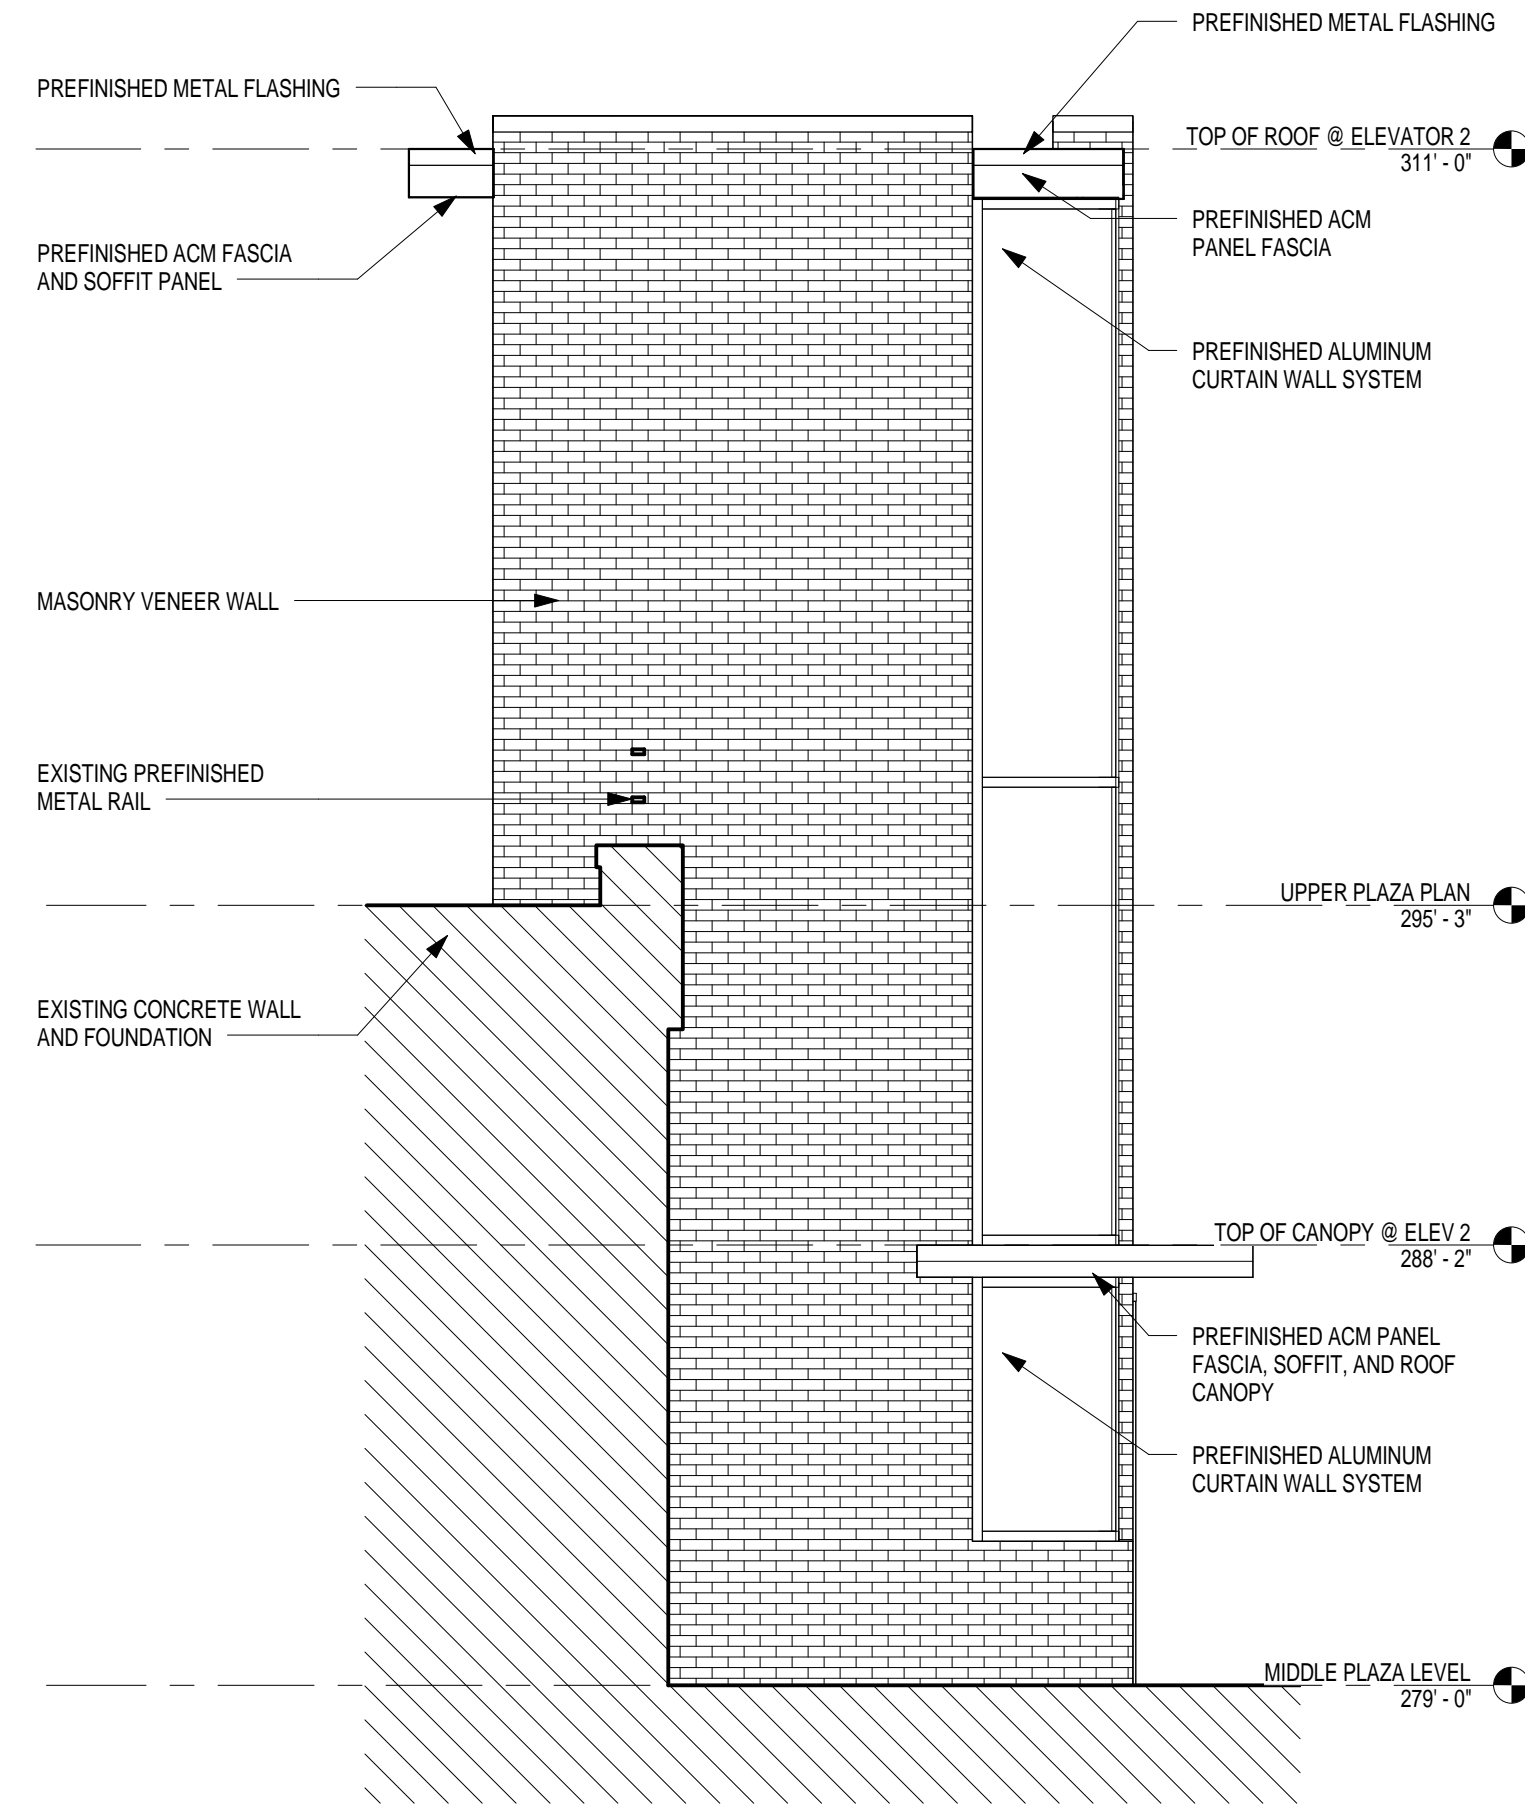 PREFINISHED METAL FLASHING
PREFINISHED METAL FLASHING
TOP OF ROOF @ ELEVATOR 2
311' - 0"
PREFINISHED ACM
PANEL FASCIA
PREFINISHED ACM FASCIA
AND SOFFIT PANEL
PREFINISHED ALUMINUM
CURTAIN WALL SYSTEM
MASONRY VENEER WALL
EXISTING PREFINISHED
METAL RAIL
UPPER PLAZA PLAN
295' - 3"
EXISTING CONCRETE WALL
AND FOUNDATION
TOP OF CANOPY @ ELEV 2
288' - 2"
PREFINISHED ACM PANEL
FASCIA, SOFFIT, AND ROOF
CANOPY
PREFINISHED ALUMINUM
CURTAIN WALL SYSTEM
MIDDLE PLAZA LEVEL
279' - 0"